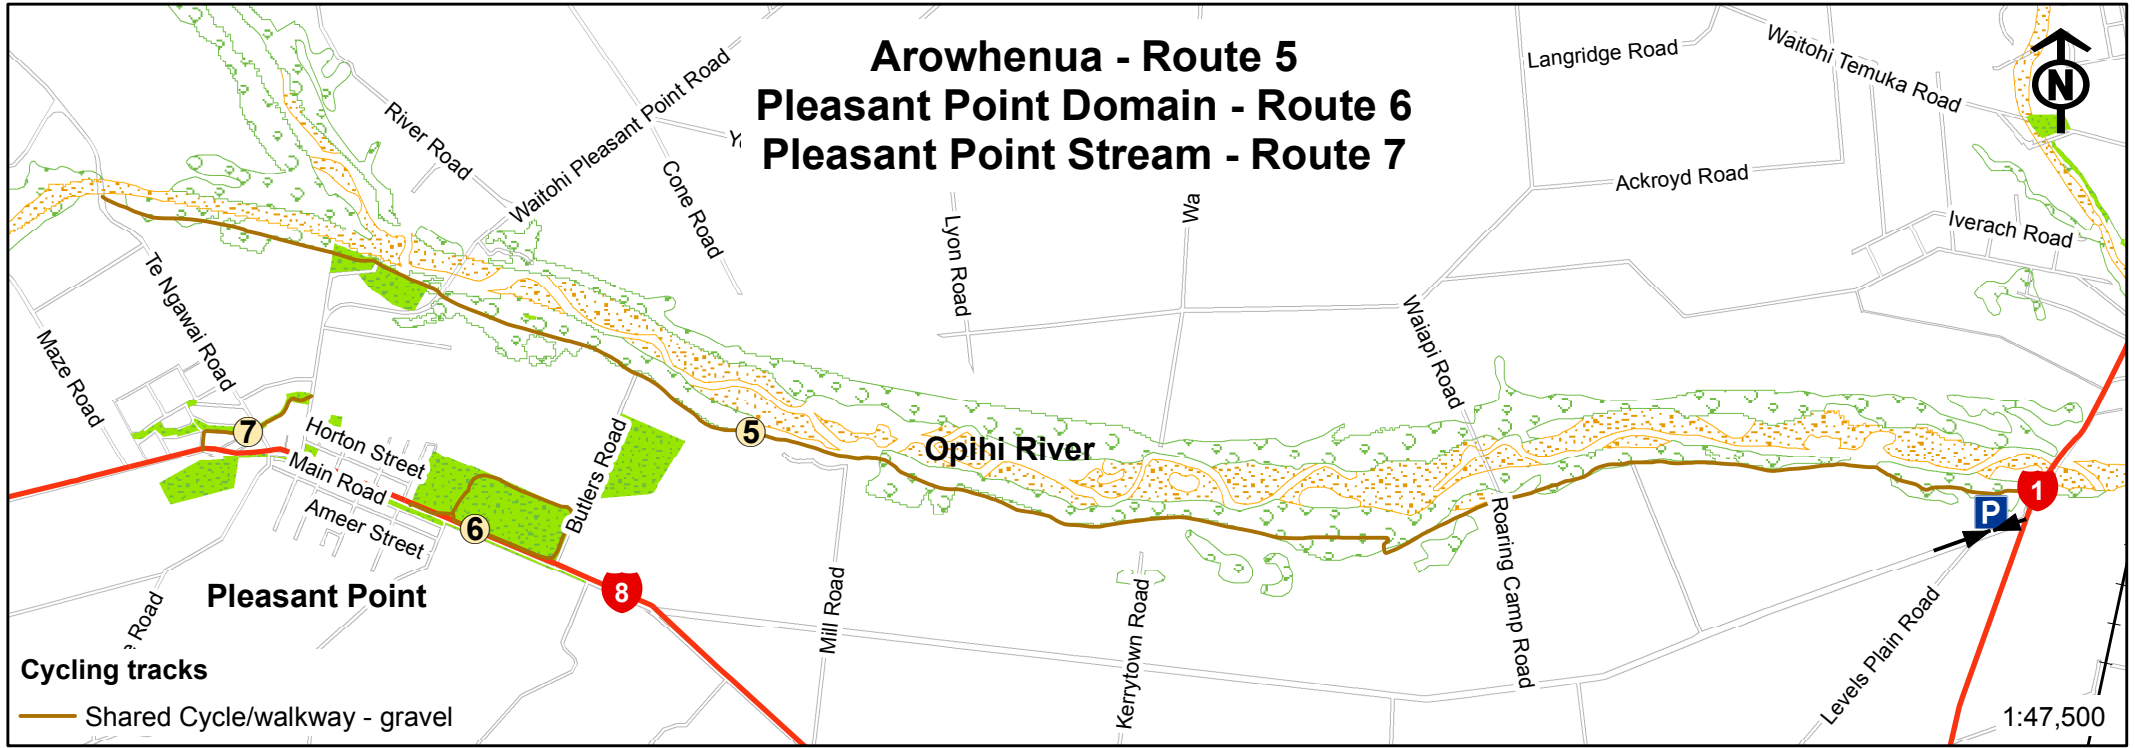 Arowhenua - Route 5
Pleasant Point Domain - Route 6
Pleasant Point Stream - Route 7
N
Langridge Road
Waitohi Temuka Road
River Road
Waitohi Pleasant Point Road
Cone Road
Ackroyd Road
Iverach Road
Lyon Road
Wa
Te Ngawai Road
Maze Road
Waiapi Road
7
Horton Street
Main Road
Ameer Street
6
Butlers Road
5
Opihi River
1
P
8
Pleasant Point
Mill Road
Kerrytown Road
Roaring Camp Road
Levels Plain Road
Road
Cycling tracks
Shared Cycle/walkway - gravel
1:47,500